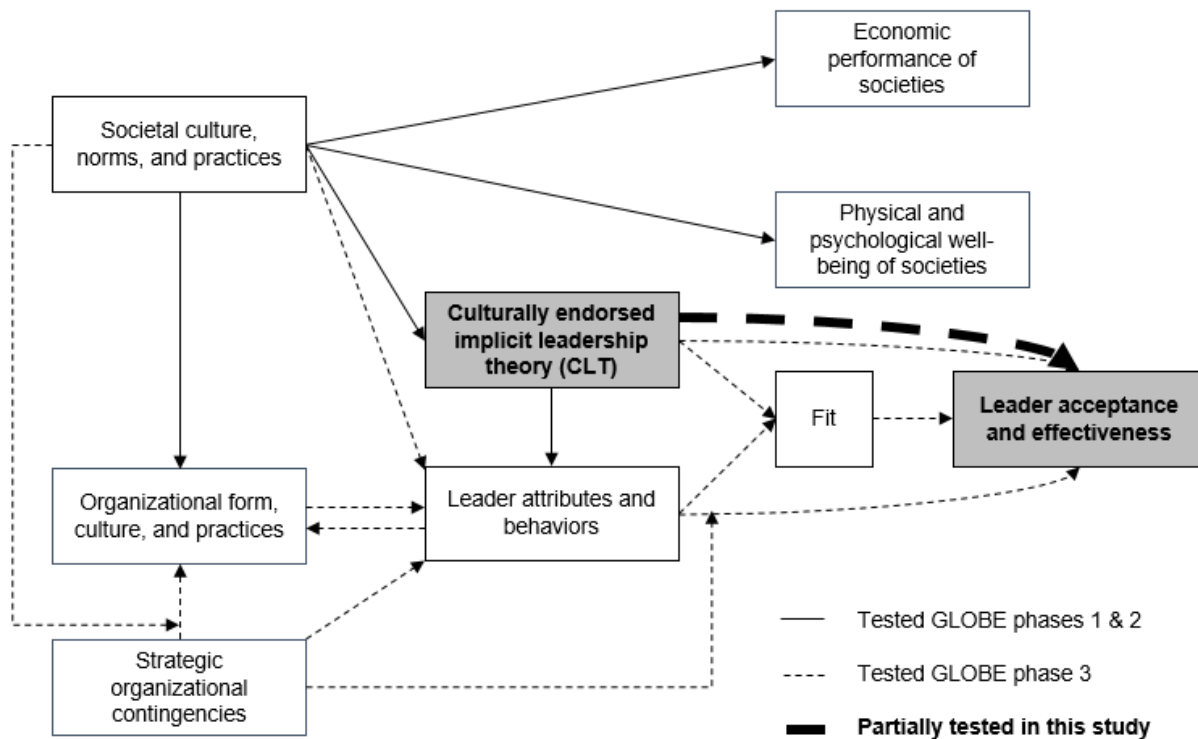 Economic
performance of
societies
Societal culture,
norms, and practices
Physical and
psychological well-
being of societies
Culturally endorsed
implicit leadership
theory (CLT)
Fit
Leader acceptance
and effectiveness
Organizational form,
culture, and practices
Leader attributes and
behaviors
Strategic
organizational
contingencies
Tested GLOBE phases 1 & 2
Tested GLOBE phase 3
Partially tested in this study